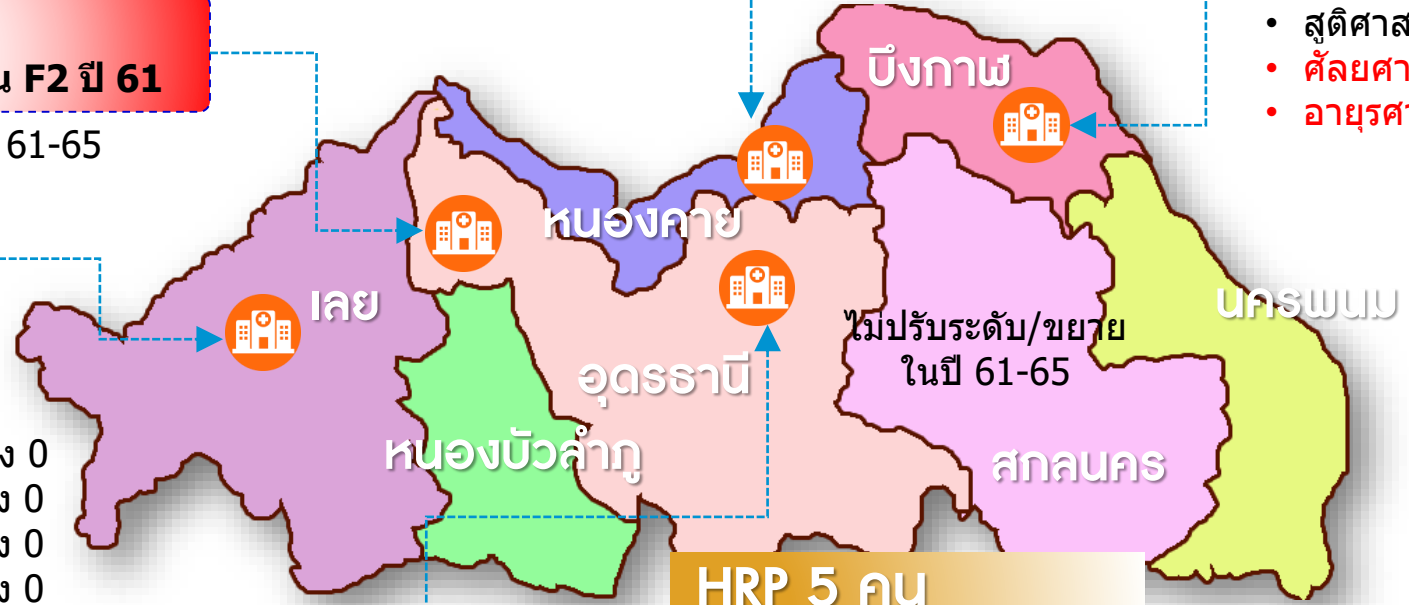 น F2 ปี 61
61-65
• สูติศาส
• ศัลยศา
• อายุรศา
บึงกาฬ
หนองคาย
เลย
นครพนม
ไม่ปรับระดับ/ขยาย
ในปี 61-65
อุดรธานี
หนองบัวลำภู
สกลนคร
ง 0
ง 0
ง 0
ง 0
HRP 5 คน